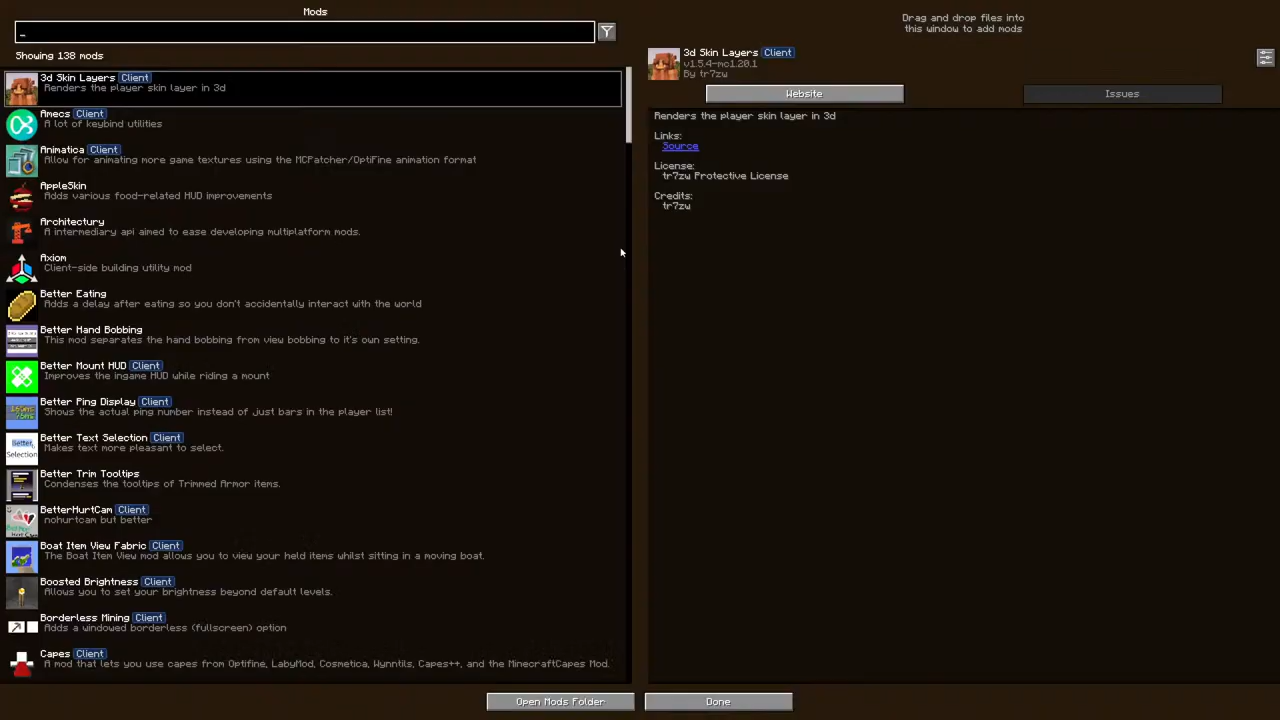 Mods
Drag and drop files into
this window to add mods
_
Showing 138 mods
3d Skin Layers Client
Renders the player skin layer in 3d
Amecs Client
A lot of keybind utilities
Animatica Client
Allow for animating more game textures using the MCPatcher/OptiFine animation format
AppleSkin
Adds various food-related HUD improvements
Architectury
A intermediary api aimed to ease developing multiplatform mods.
Axiom
Client-side building utility mod
Better Eating
Adds a delay after eating so you don't accidentally interact with the world
Better Hand Bobbing
This mod separates the hand bobbing from view bobbing to it's own setting.
Better Mount HUD Client
Improves the ingame HUD while riding a mount
Better Ping Display Client
Shows the actual ping number instead of just bars in the player list!
Better Text Selection Client
Makes text more pleasant to select.
Better,
Selection
Better Trim Tooltips
Condenses the tooltips of Trimmed Armor items.
BetterHurtCam Client
nohurtcam but better
Boat Item View Fabric Client
The Boat Item View mod allows you to view your held items whilst sitting in a moving boat.
Boosted Brightness Client
Allows you to set your brightness beyond default levels.
Borderless Mining Client
Adds a windowed borderless (fullscreen) option
Capes Client
A mod that lets you use capes from Optifine, LabyMod, Cosmetica, Wynntils, Capes++, and the MinecraftCapes Mod.
3d Skin Layers Client
v1.5.4-mc1.20.1
By tr7zw
Website
Issues
Renders the player skin layer in 3d
Links:
Source
License:
tr7zw Protective License
Credits:
tr7zw
Open Mods Folder
Done